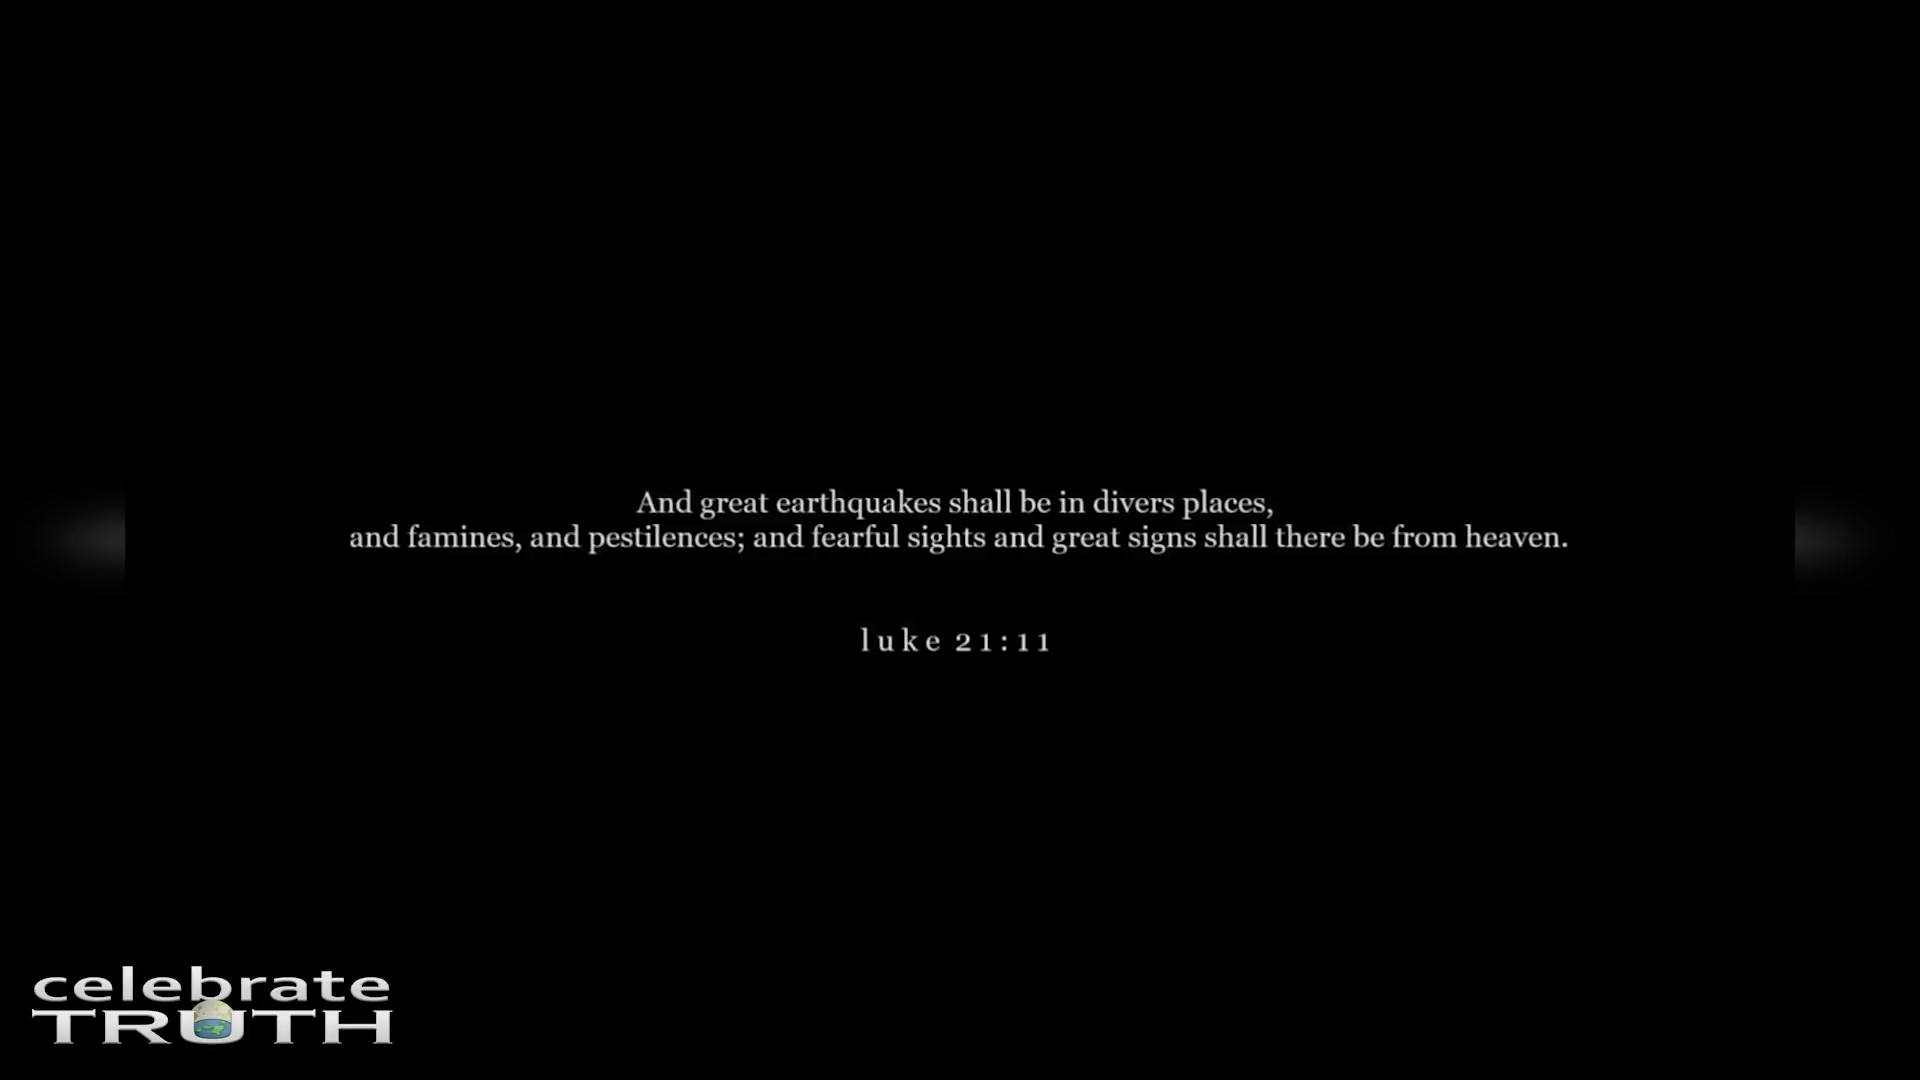 And great earthquakes shall be in divers places,
and famines, and pestilences; and fearful sights and great signs shall there be from heaven.
luke 21:11
celebrate
TRUTH